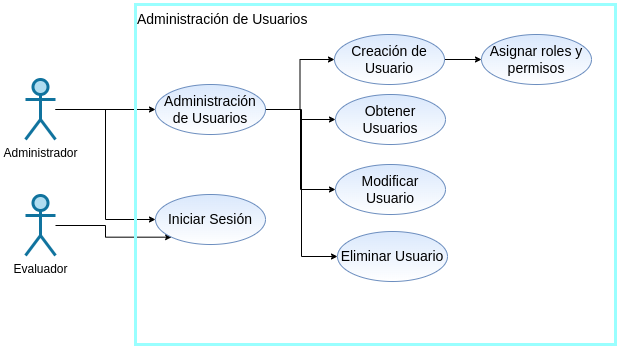 Administración de Usuarios
Creación de
Usuario
Asignar roles y
permisos
Administración
de Usuarios
Obtener
Usuarios
Administrador
Modificar
Usuario
Iniciar Sesión
Eliminar Usuario
Evaluador